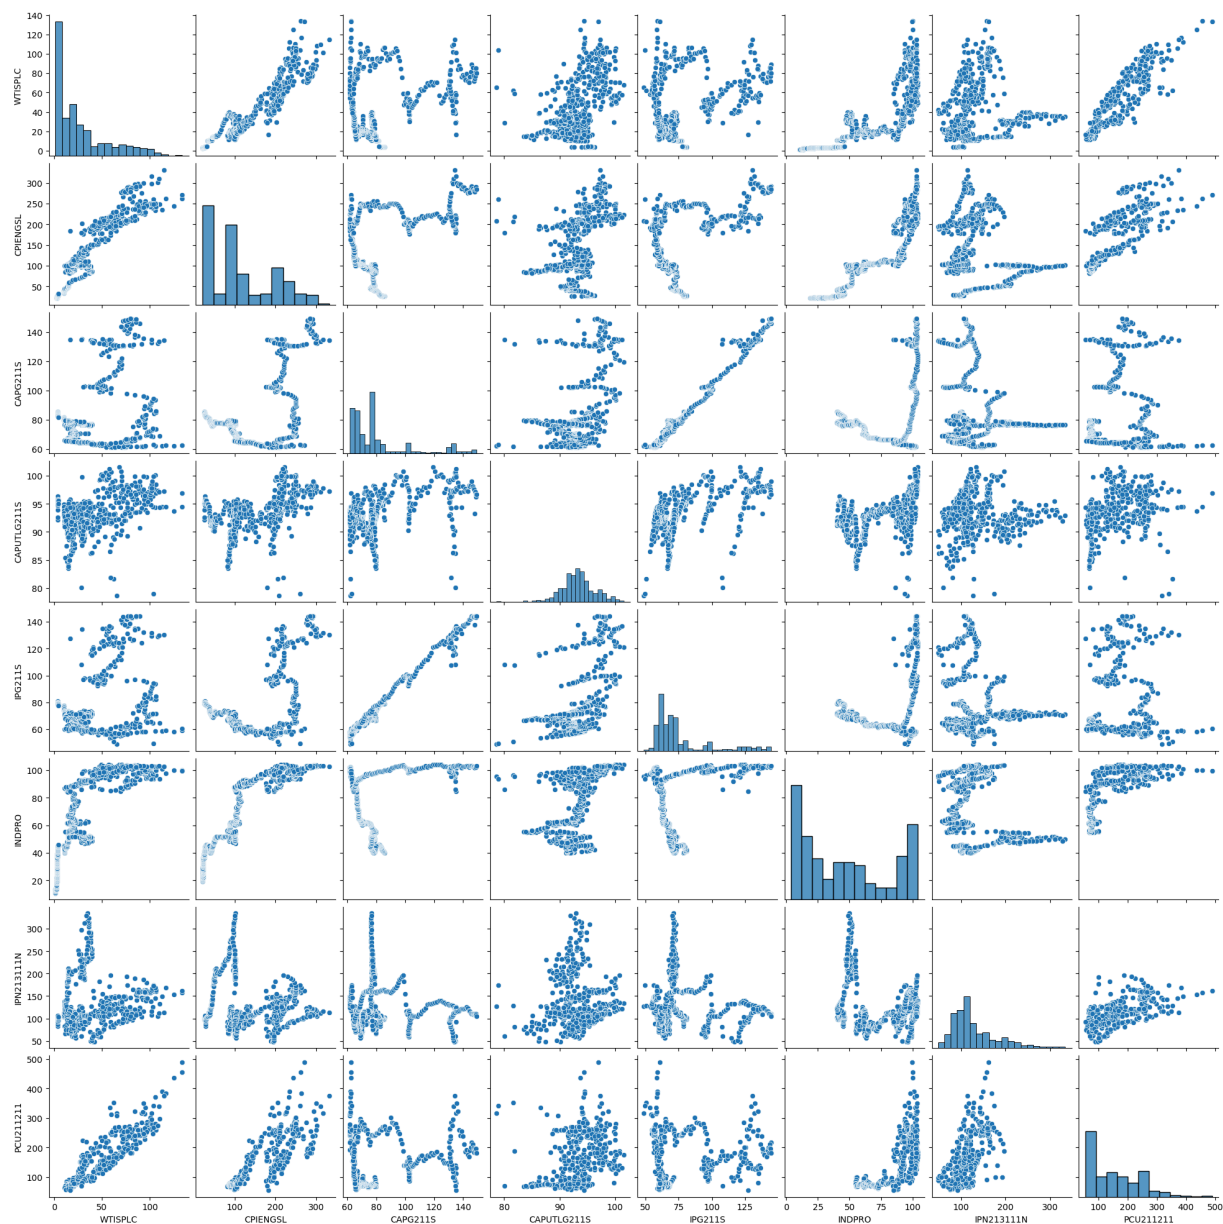 140
120
100
80
60
40
20
0
WTISPLC
300
250
200
150
100
50
CPIENGSL
140
120
100
80
60
CAPG211S
100
95
90
85
80
CAPUTLG211S
140
120
100
80
60
IPG211S
100
80
60
40
20
INDPRO
300
250
200
150
100
50
IPN213111N
500
400
300
200
100
PCU211211
0 50 100
100 200 300
60 80 100 120 140
80 90 100
50 75 100 125
0 50 100
100 200 300
100 200 300 400 500
WTISPLC CPIENGSL CAPG211S CAPUTLG211S IPG211S INDPRO IPN213111N PCU211211